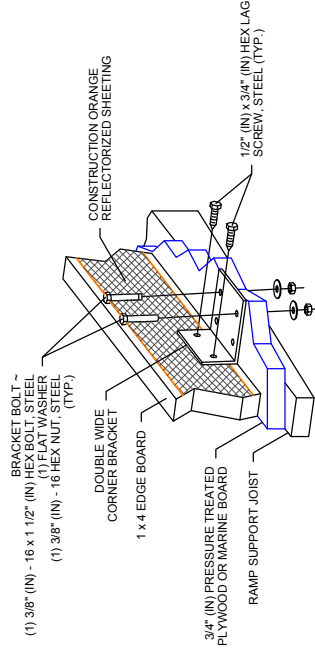 BRACKET BOLT ~
(1) 3/8" (IN) - 16 x 1 1/2" (IN) HEX BOLT, STEEL
(1) FLAT WASHER
(1) 3/8" (IN) - 16 HEX NUT, STEEL
(TYP.)
DOUBLE WIDE
CORNER BRACKET
1 x 4 EDGE BOARD
3/4" (IN) PRESSURE TREATED
PLYWOOD OR MARINE BOARD
RAMP SUPPORT JOIST
CONSTRUCTION ORANGE
REFLECTORIZED SHEETING
1/2" (IN) x 3/4" (IN) HEX LAG
SCREW, STEEL (TYP.)